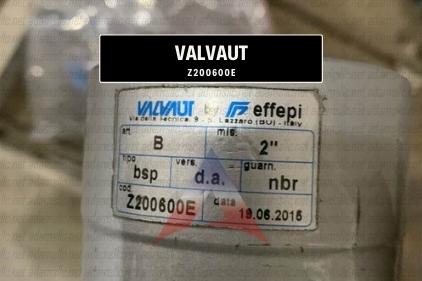 VALVAUT
Z200600E
VALVAUT by effepi
Via della Tecnica, 9 - S. Lazzaro (BO) - Italy
art. mis.
B 2"
tipo vers. guarn.
bsp d.a. nbr
cod. data
Z200600E 19.06.2015